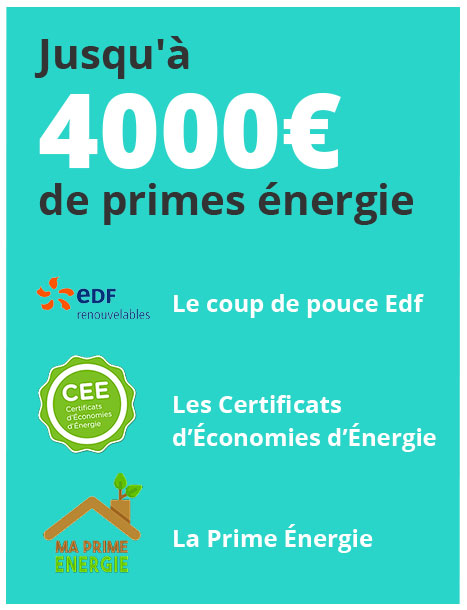 Jusqu'à
4000€
de primes énergie
eDF
renouvelables
Le coup de pouce Edf
CEE
Certificats
d'Économies
d'Énergie
Les Certificats
d’Économies d’Énergie
MA PRIME
ENERGIE
La Prime Énergie